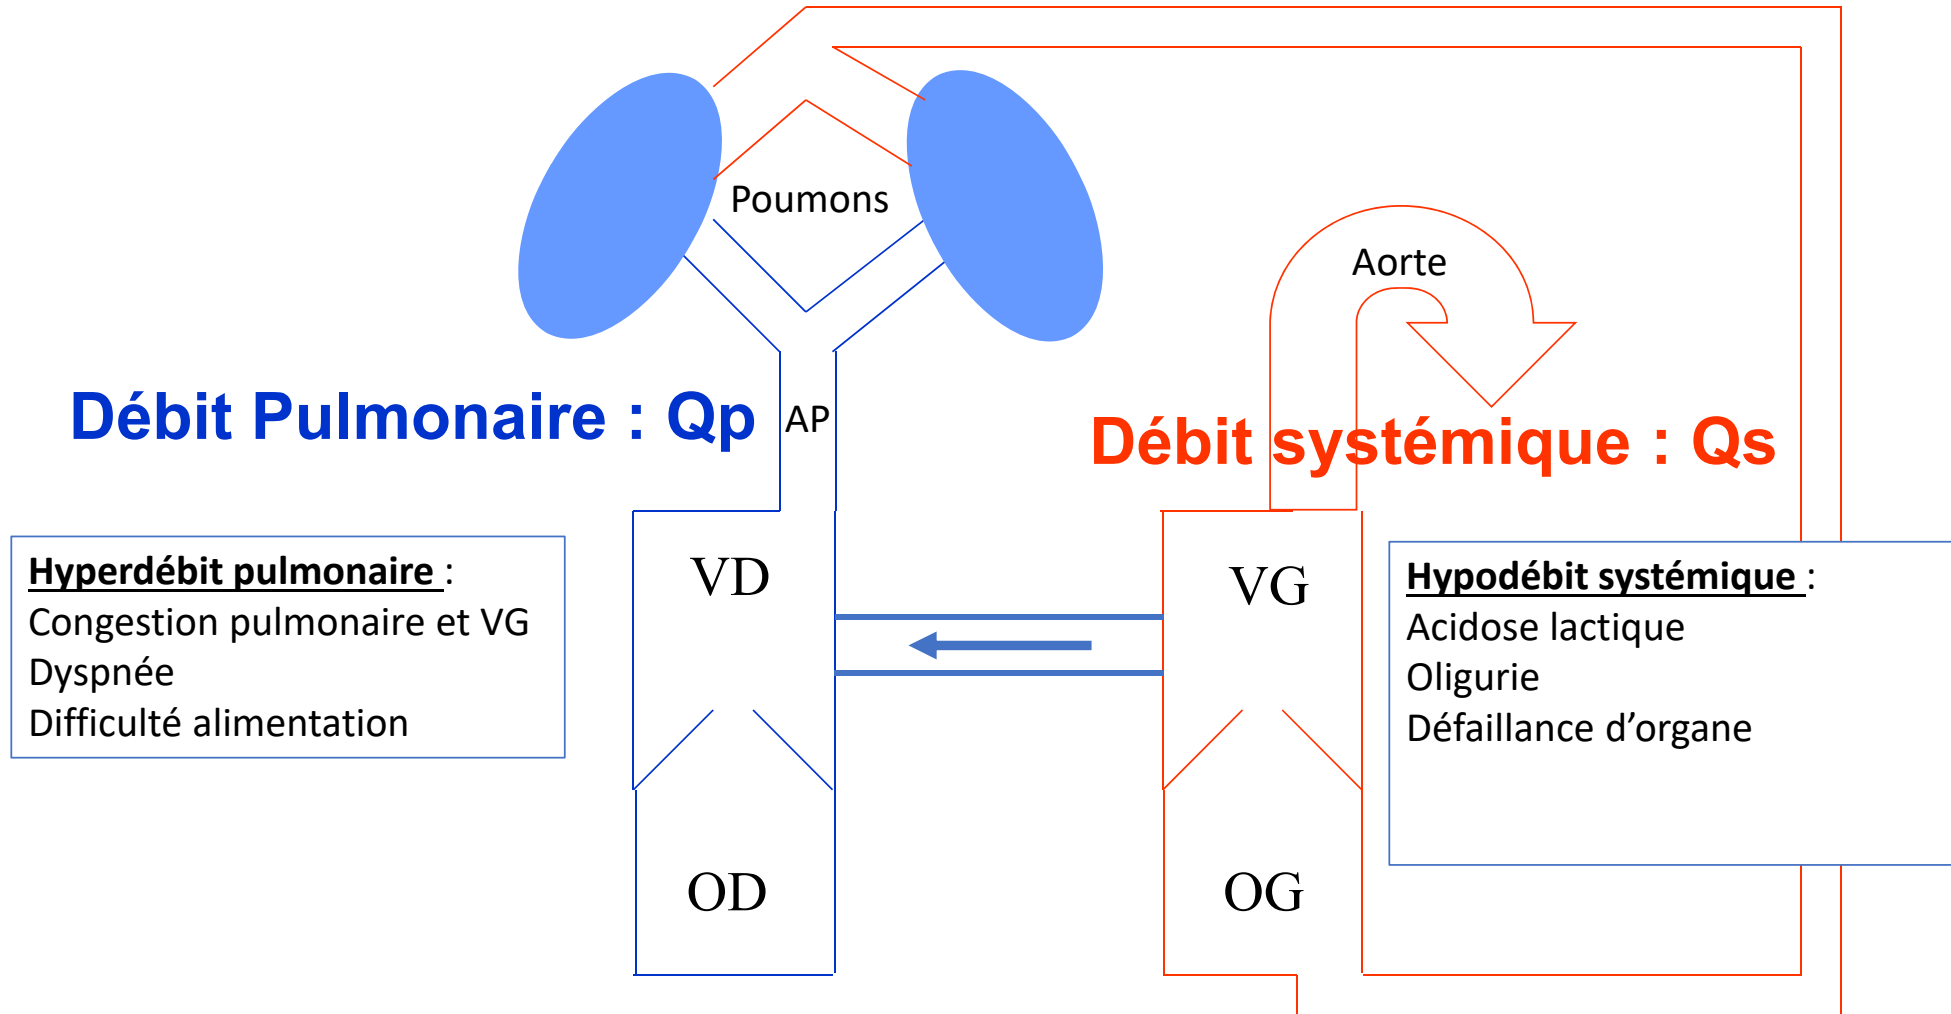 Poumons
Aorte
Débit Pulmonaire : Qp
AP
Débit systémique : Qs
Hyperdébit pulmonaire :
Congestion pulmonaire et VG
Dyspnée
Difficulté alimentation
VD
VG
Hypodébit systémique :
Acidose lactique
Oligurie
Défaillance d’organe
OD
OG